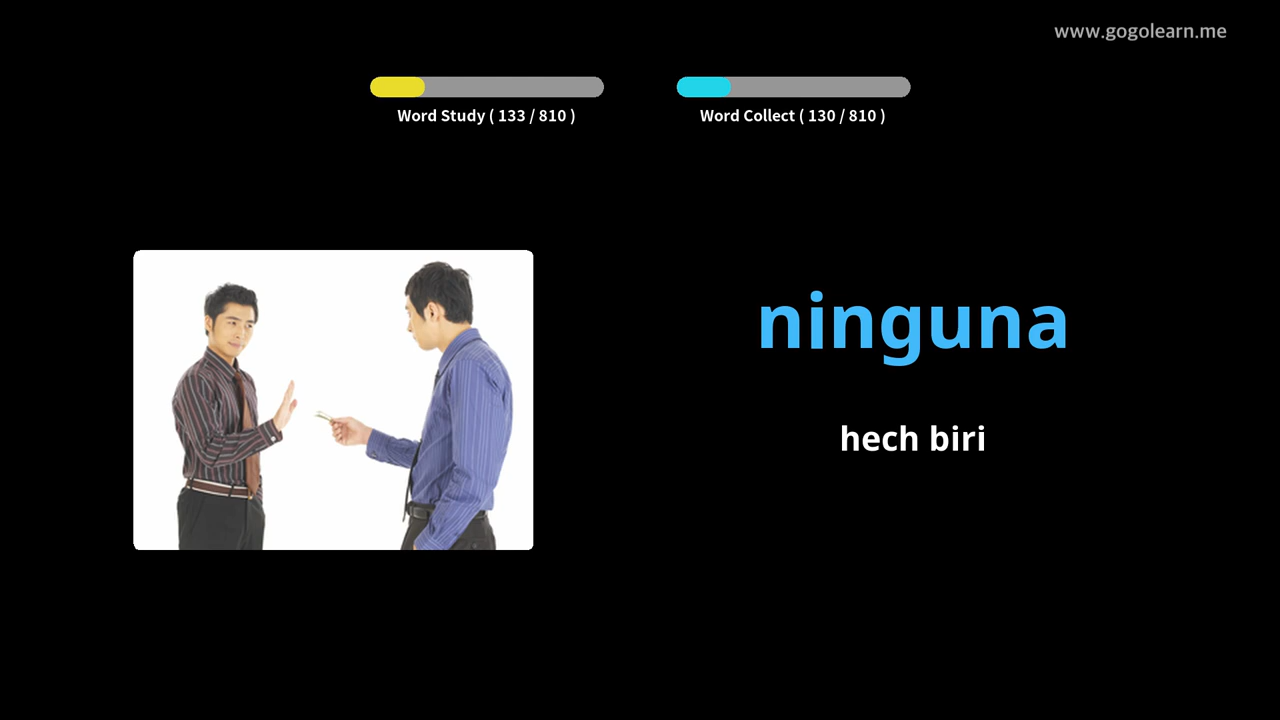 www.gogolearn.me
Word Study ( 133 / 810 )
Word Collect ( 130 / 810 )
ninguna
hech biri